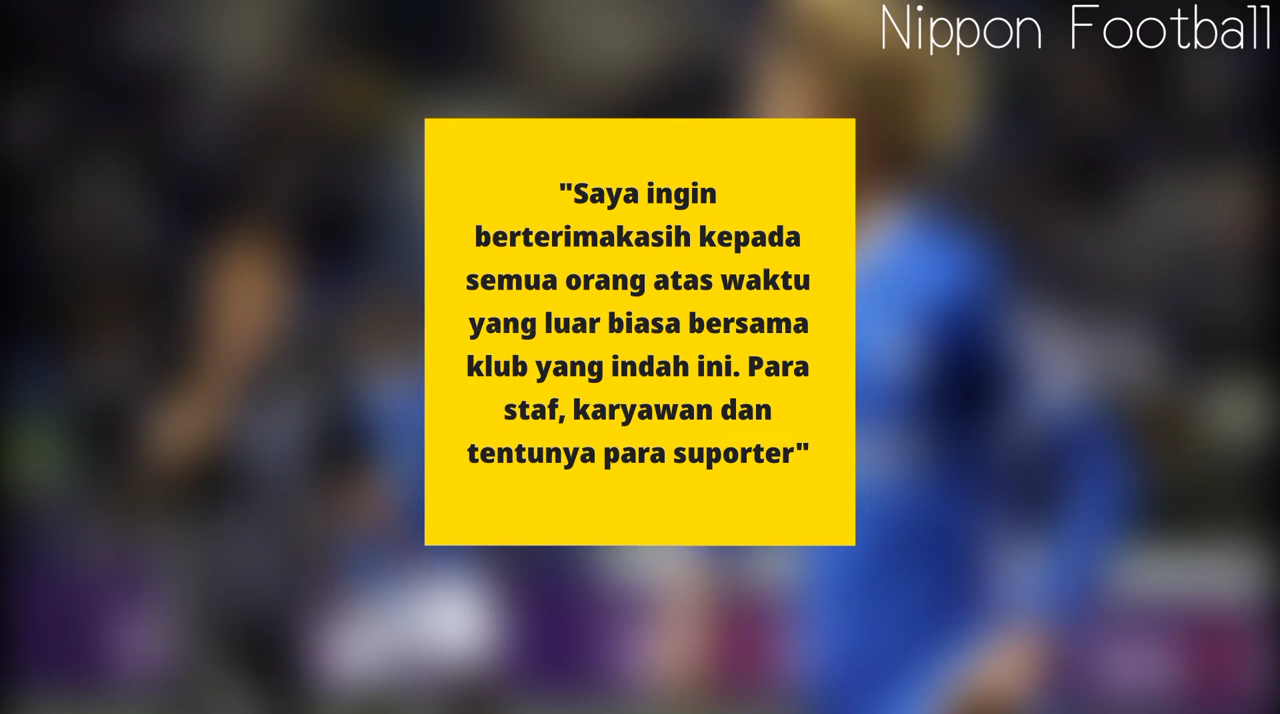 Nippon Football
"Saya ingin
berterimakasih kepada
semua orang atas waktu
yang luar biasa bersama
klub yang indah ini. Para
staf, karyawan dan
tentunya para suporter"